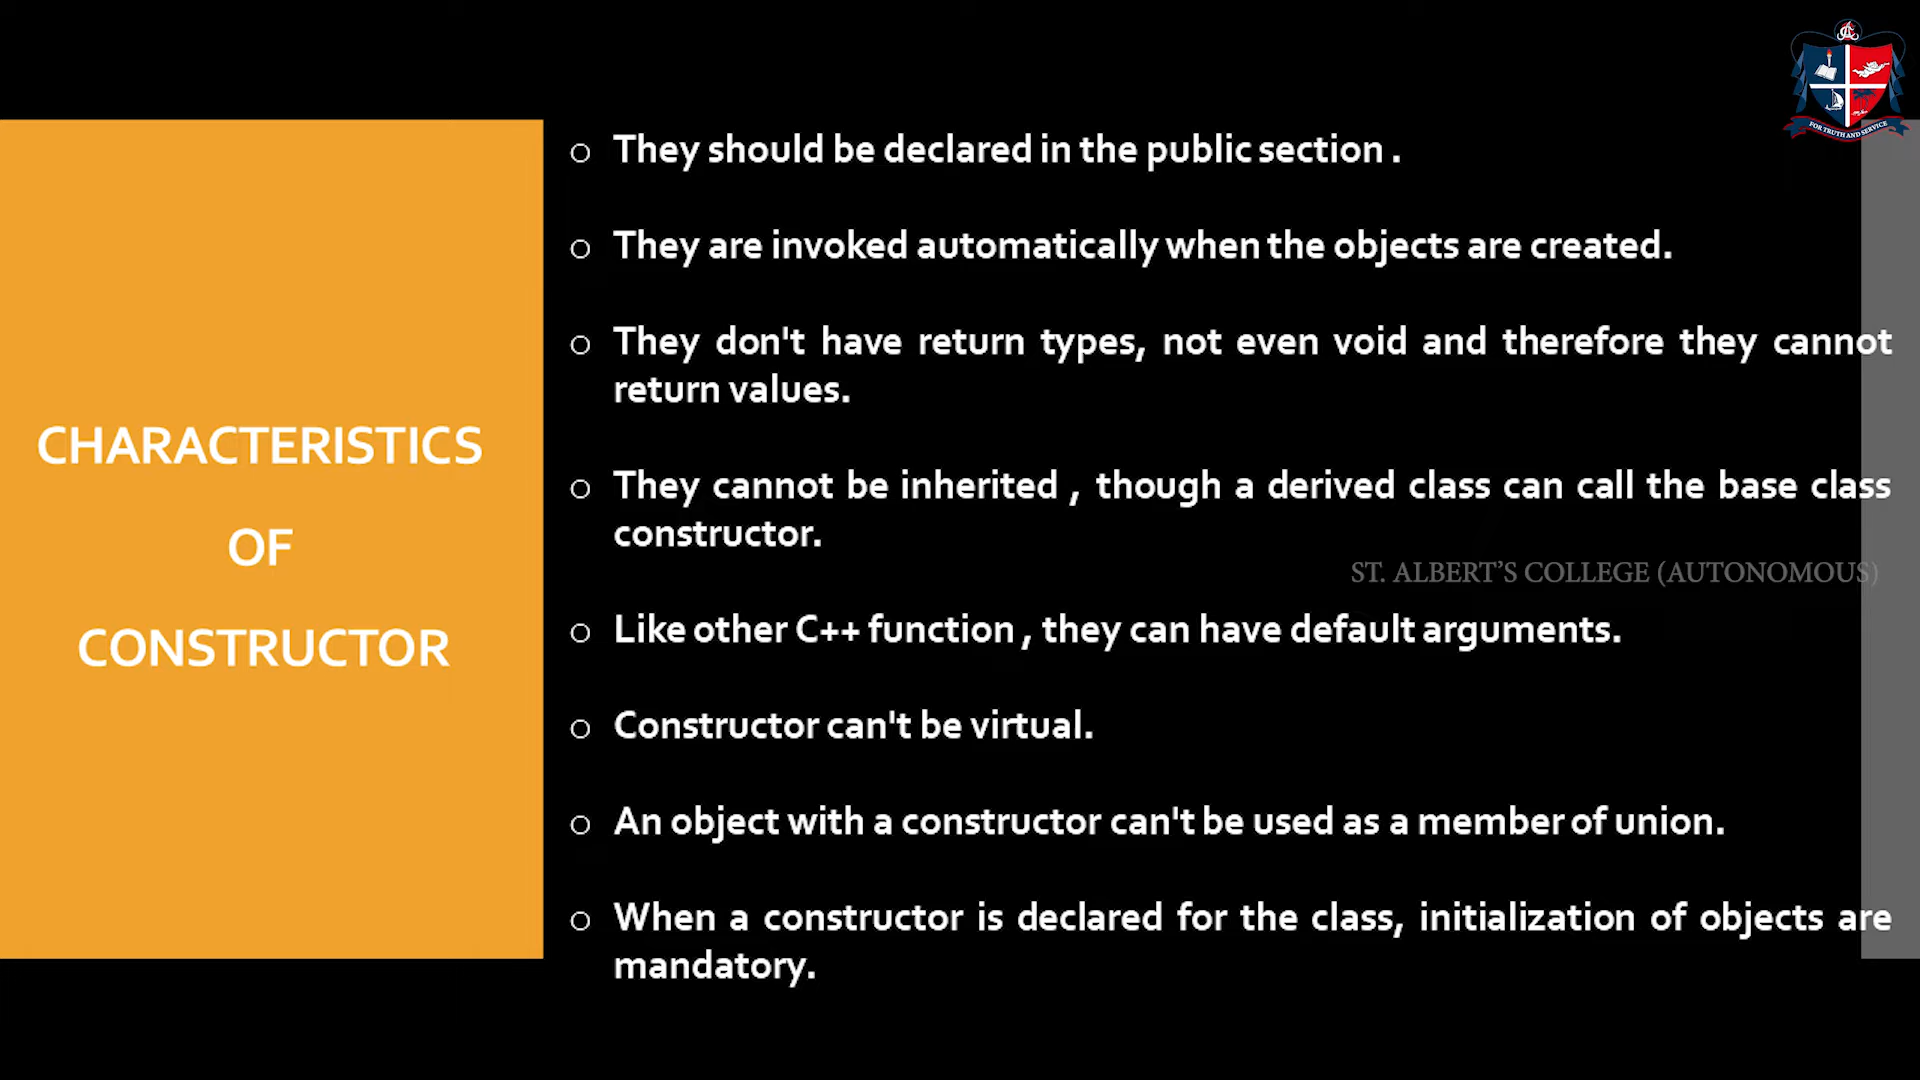 FOR TRUTH AND SERVICE
CHARACTERISTICS
OF
CONSTRUCTOR
o They should be declared in the public section .
o They are invoked automatically when the objects are created.
o They don't have return types, not even void and therefore they cannot
return values.
o They cannot be inherited , though a derived class can call the base class
constructor.
ST. ALBERT’S COLLEGE (AUTONOMOUS)
o Like other C++ function , they can have default arguments.
o Constructor can't be virtual.
o An object with a constructor can't be used as a member of union.
o When a constructor is declared for the class, initialization of objects are
mandatory.